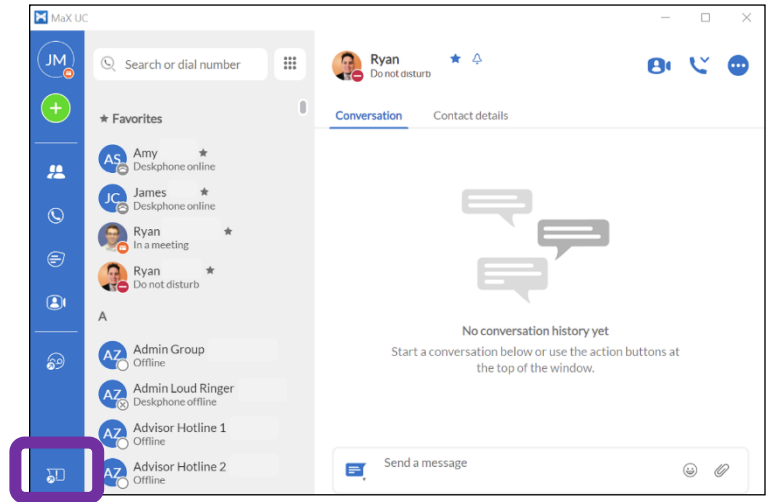 MaX UC
JM
Search or dial number
Favorites
AS
Amy
Deskphone online
JC
James
Deskphone online
Ryan
In a meeting
Ryan
Do not disturb
A
AZ
Admin Group
Offline
AZ
Admin Loud Ringer
Deskphone offline
AZ
Advisor Hotline 1
Offline
AZ
Advisor Hotline 2
Offline
Ryan
Do not disturb
Conversation
Contact details
No conversation history yet
Start a conversation below or use the action buttons at
the top of the window.
Send a message